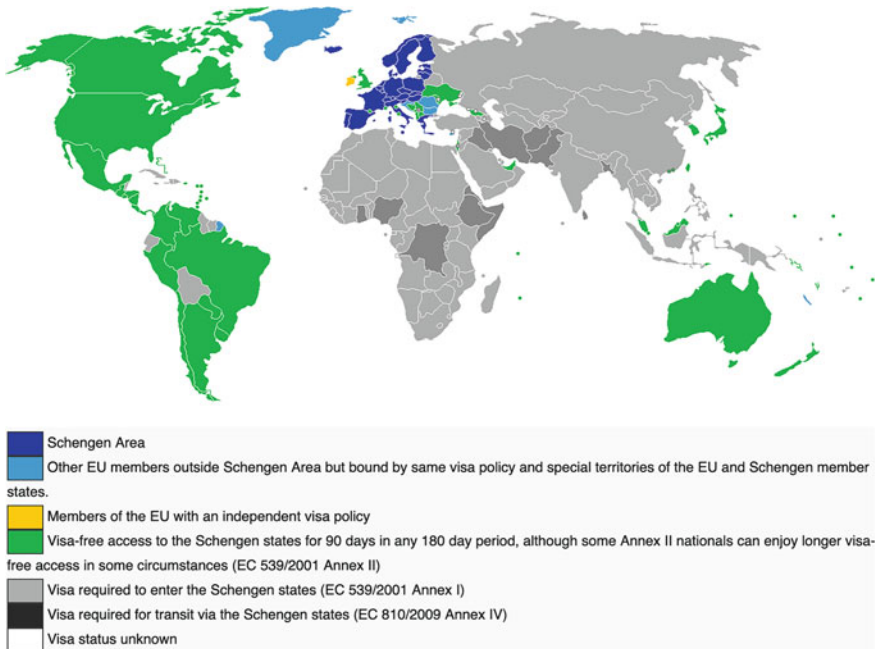 Schengen Area
Other EU members outside Schengen Area but bound by same visa policy and special territories of the EU and Schengen member
states.
Members of the EU with an independent visa policy
Visa-free access to the Schengen states for 90 days in any 180 day period, although some Annex II nationals can enjoy longer visa-
free access in some circumstances (EC 539/2001 Annex II)
Visa required to enter the Schengen states (EC 539/2001 Annex I)
Visa required for transit via the Schengen states (EC 810/2009 Annex IV)
Visa status unknown